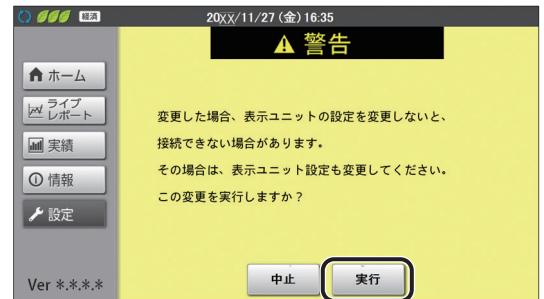 経済 20XX/11/27 (金) 16:35
警告
ホーム
ライブ
レポート
実績
情報
設定
変更した場合、表示ユニットの設定を変更しないと、
接続できない場合があります。
その場合は、表示ユニット設定も変更してください。
この変更を実行しますか？
中止 実行
Ver *.*.*.*